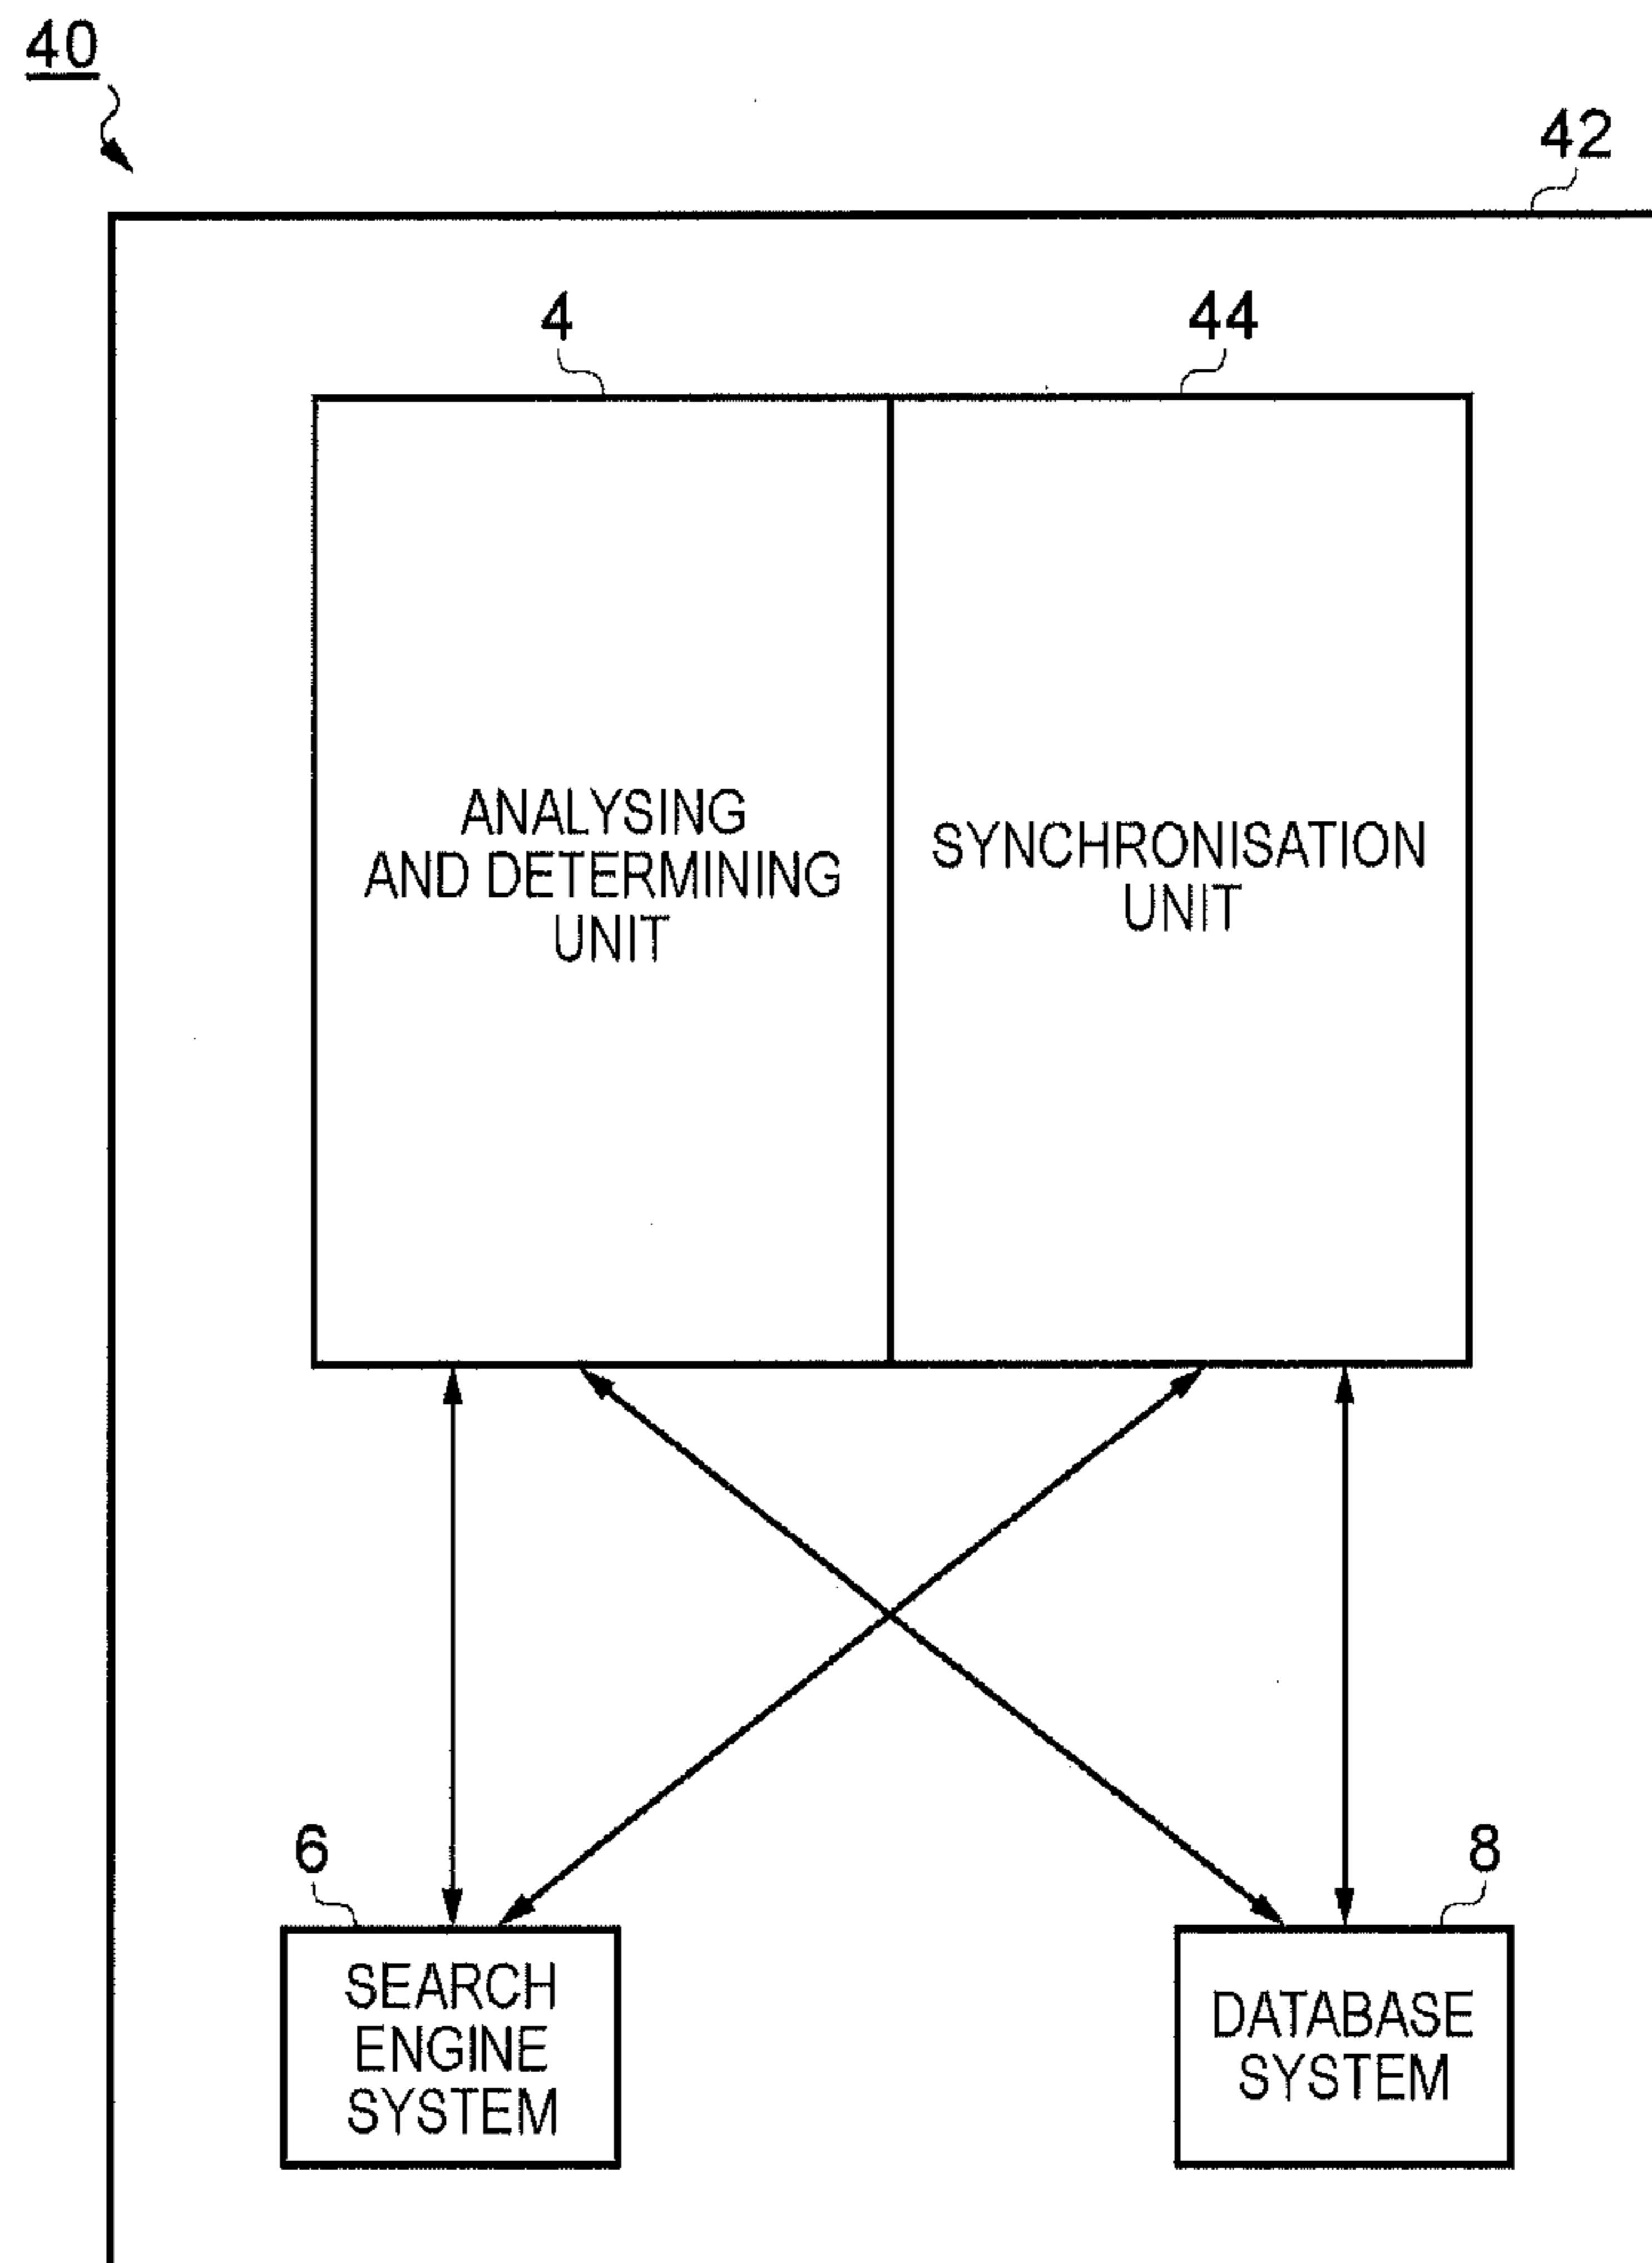 40
42
4
44
ANALYSING
AND DETERMINING
UNIT
SYNCHRONISATION
UNIT
6
8
SEARCH
ENGINE
SYSTEM
DATABASE
SYSTEM